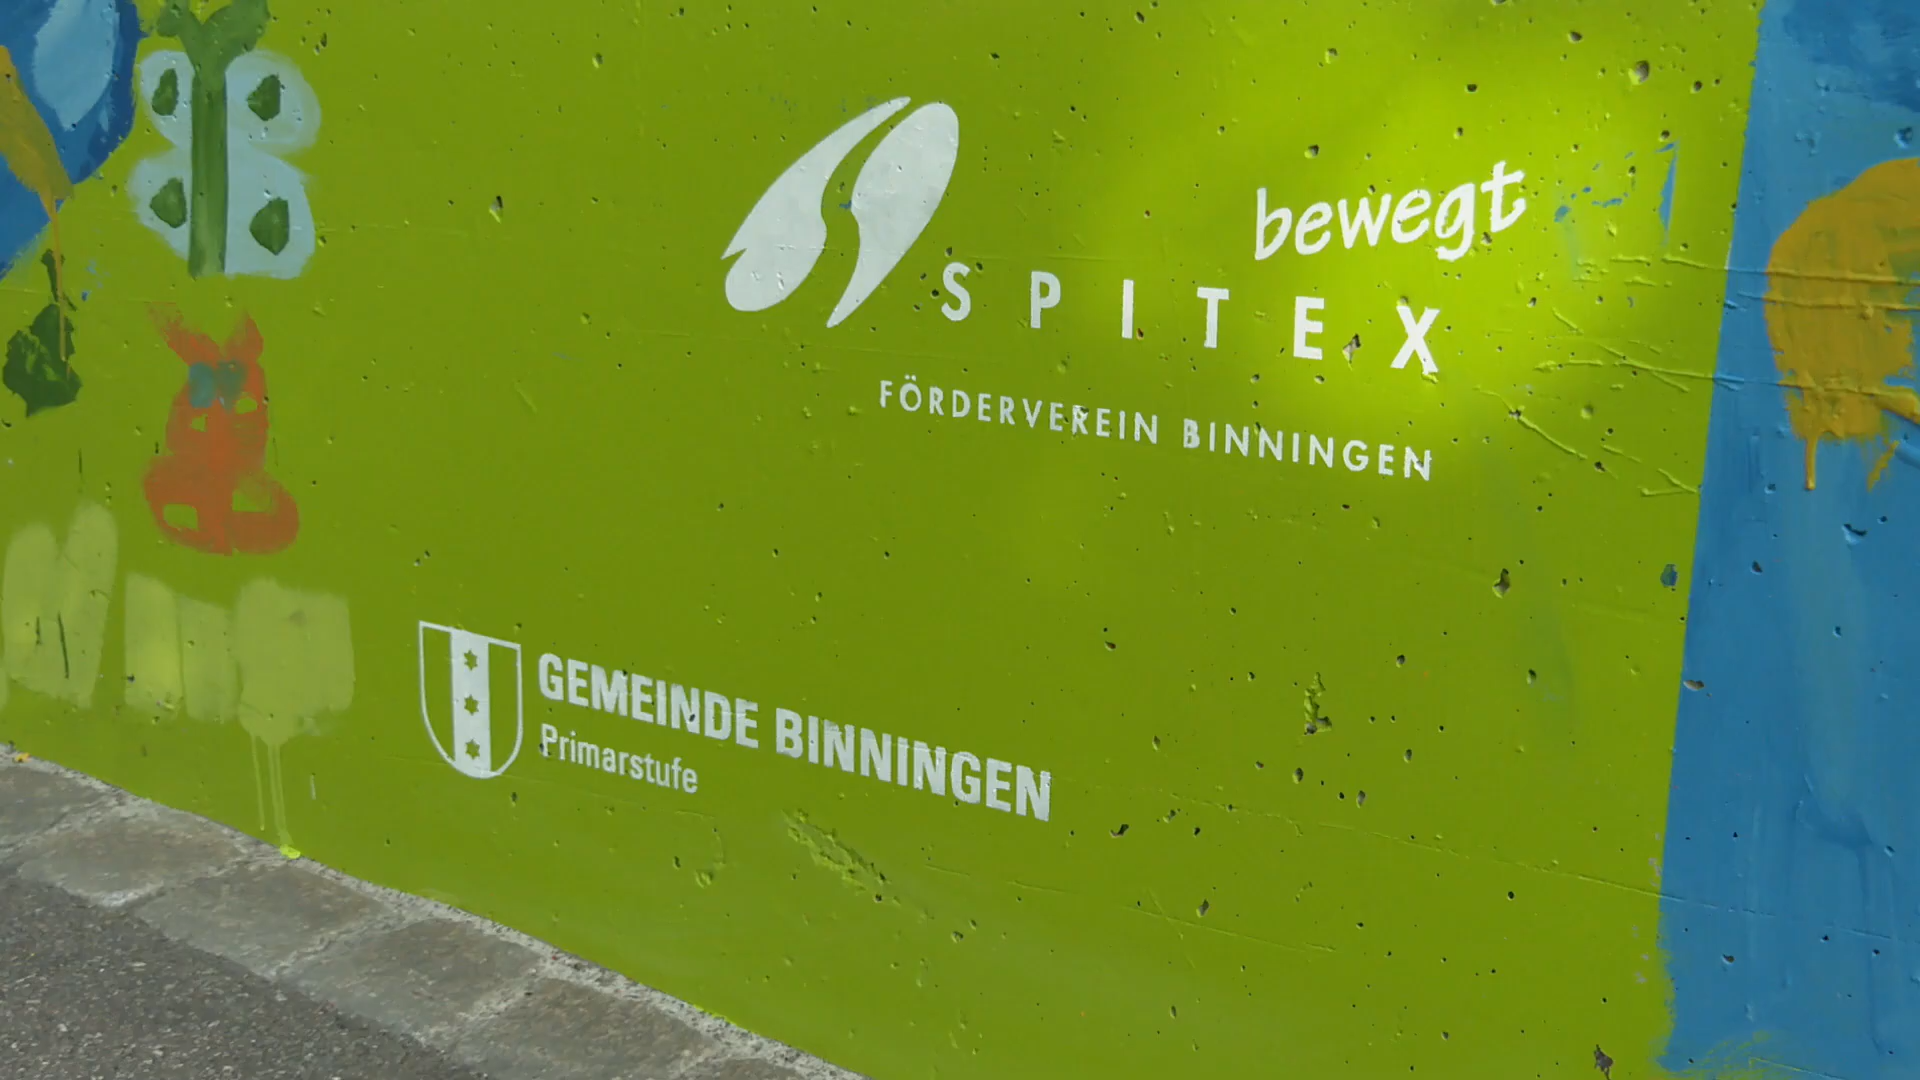 bewegt
SPITEX
FÖRDERVEREIN BINNINGEN
GEMEINDE BINNINGEN
Primarstufe